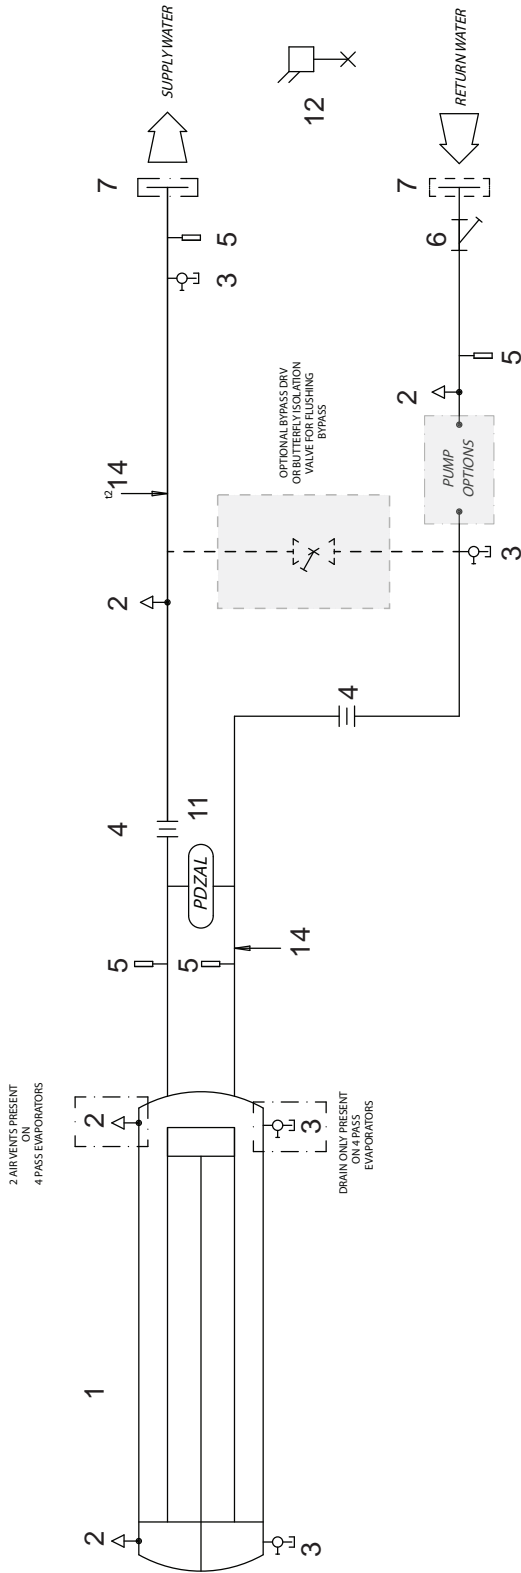 SUPPLY WATER
RETURN WATER
12
7
7
5
3
6
5
2
OPTIONAL BYPASS DRV
OR BUTTERFLY ISOLATION
VALVE FOR FLUSHING
BYPASS
PUMP
OPTIONS
t2
14
3
2
4
4
11
PDZAL
5
5
14
2 AIR VENTS PRESENT
ON
4 PASS EVAPORATORS
2
3
DRAIN ONLY PRESENT
ON 4 PASS
EVAPORATORS
1
2
3